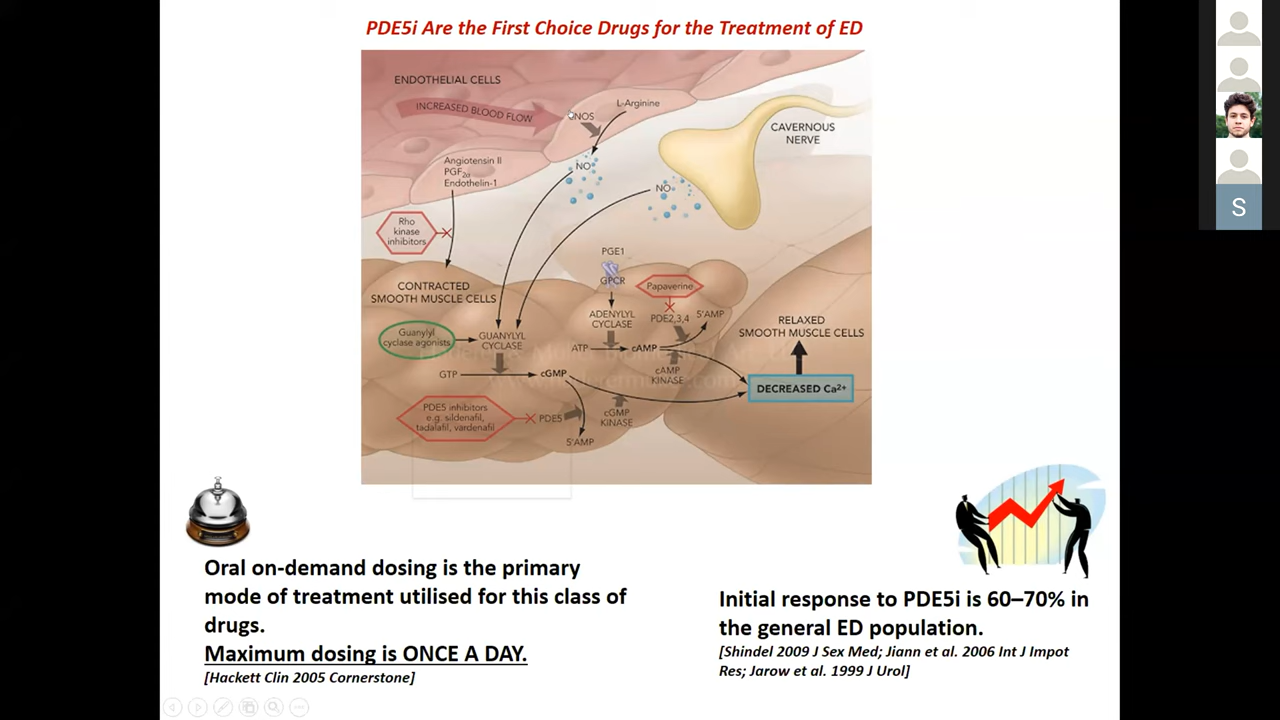 PDE5i Are the First Choice Drugs for the Treatment of ED
ENDOTHELIAL CELLS
INCREASED BLOOD FLOW
L-Arginine
NOS
CAVERNOUS
NERVE
Angiotensin II
PGF2α
Endothelin-1
NO
NO
Rho
kinase
inhibitors
PGE1
GPCR
CONTRACTED
SMOOTH MUSCLE CELLS
Papaverine
ADENYLYL
CYCLASE
PDE2,3,4
5'AMP
RELAXED
SMOOTH MUSCLE CELLS
Guanylyl
cyclase agonists
GUANYLYL
CYCLASE
ATP
cAMP
cAMP
KINASE
GTP
cGMP
DECREASED Ca2+
PDE5 inhibitors
e.g. sildenafil,
tadalafil, vardenafil
PDE5
cGMP
KINASE
5'AMP
Oral on-demand dosing is the primary
mode of treatment utilised for this class of
drugs.
Maximum dosing is ONCE A DAY.
[Hackett Clin 2005 Cornerstone]
Initial response to PDE5i is 60–70% in
the general ED population.
[Shindel 2009 J Sex Med; Jiann et al. 2006 Int J Impot
Res; Jarow et al. 1999 J Urol]
S